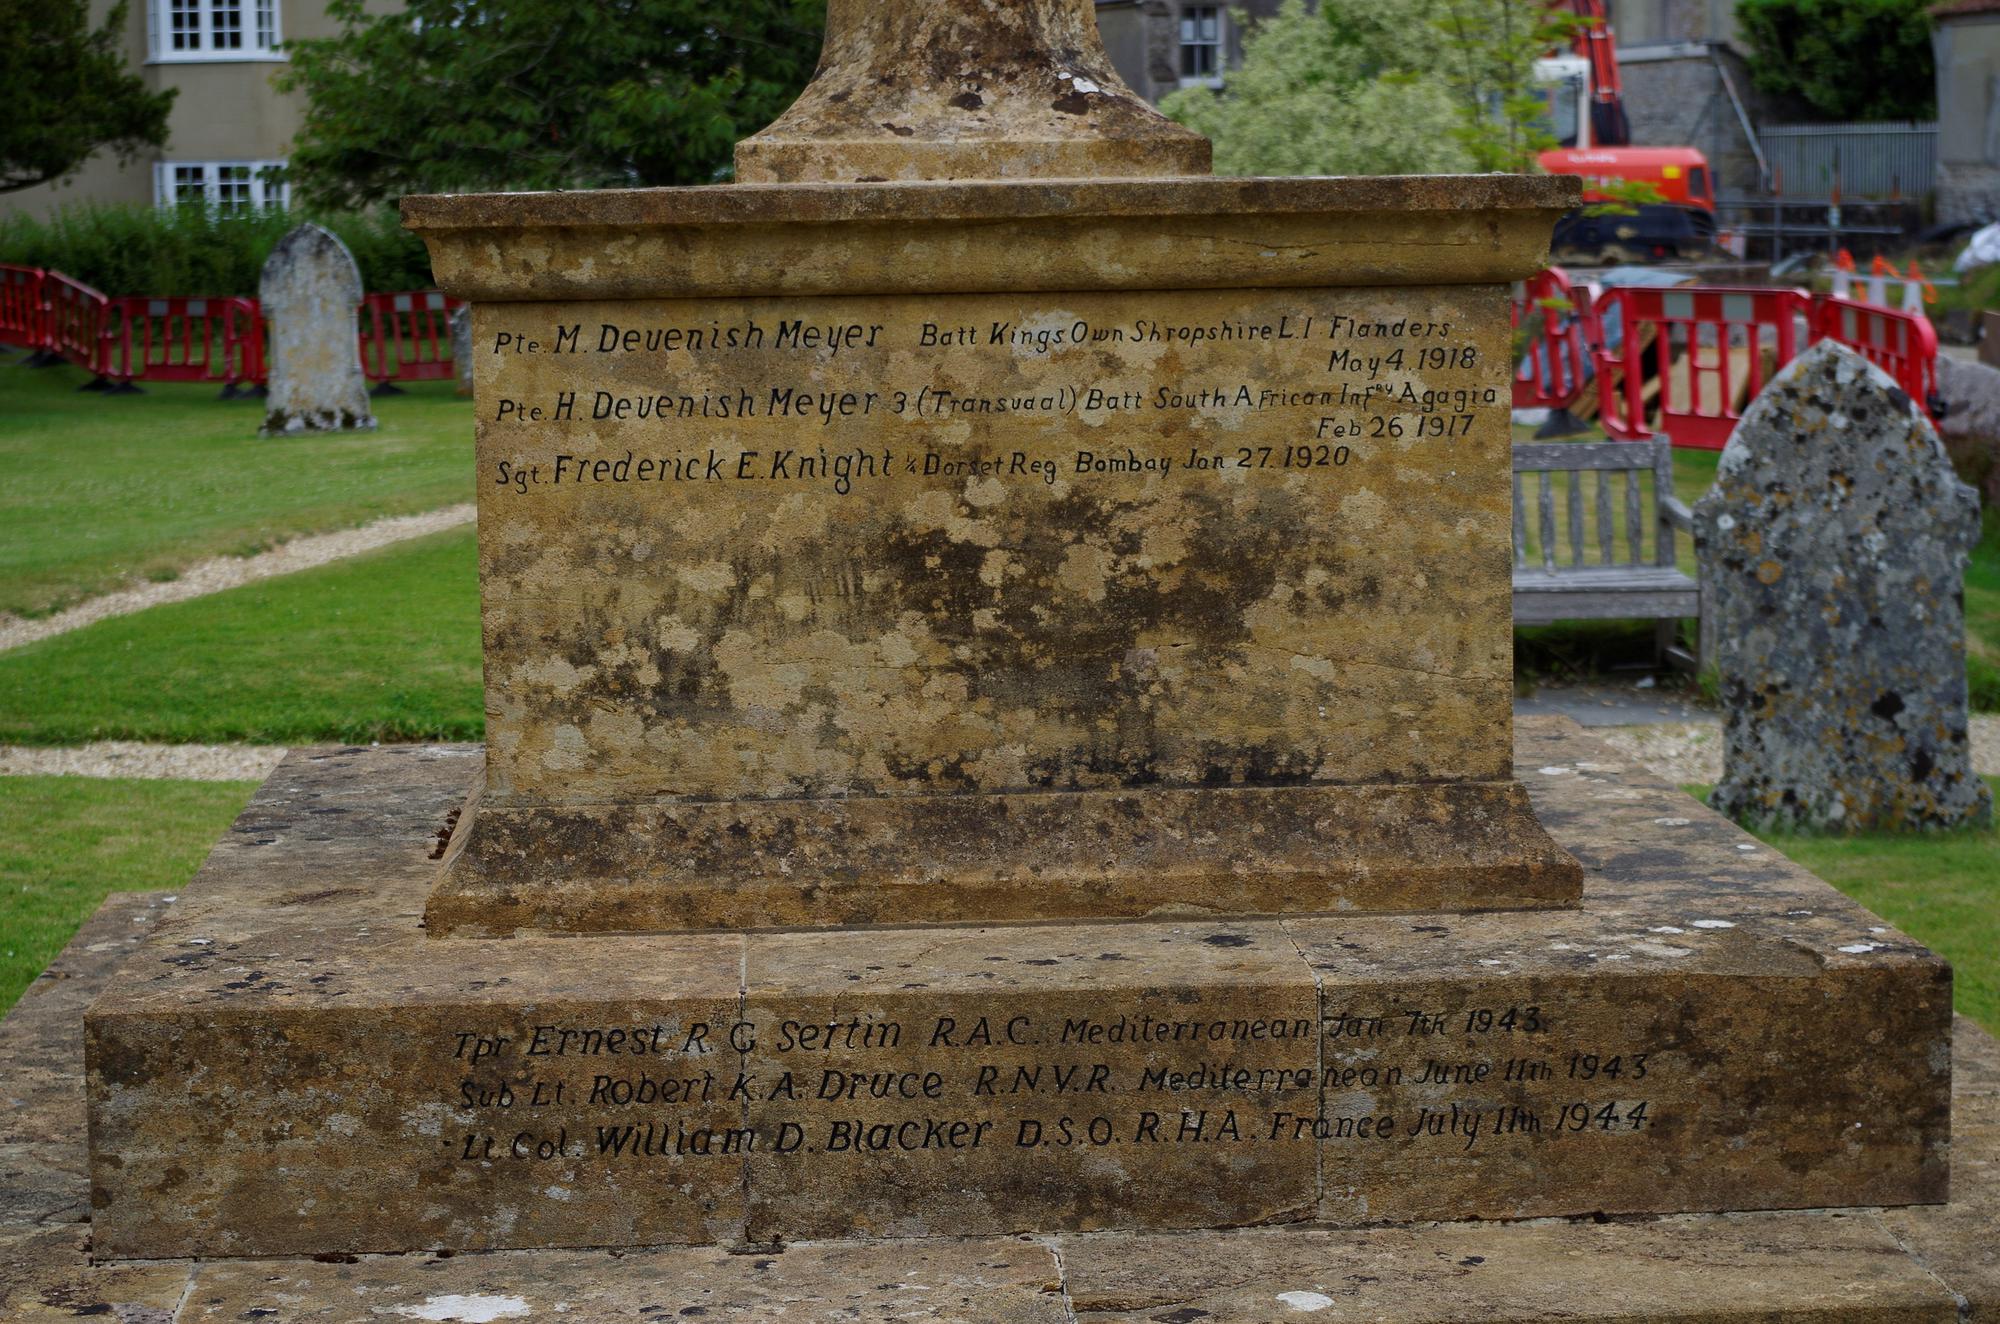 Pte. M. Devenish Meyer Batt Kings Own Shropshire L.I. Flanders
May 4. 1918
Pte. H. Devenish Meyer 3 (Transvaal) Batt South African Infry Agagia
Feb 26 1917
Sgt. Frederick E. Knight ¼ Dorset Reg Bombay Jan 27. 1920
Tpr Ernest R. G Sertin R.A.C. Mediterranean Jan 7th 1943.
Sub Lt. Robert K. A. Druce R.N.V.R. Mediterranean June 11th 1943
Lt. Col. William D. Blacker D.S.O. R.H.A. France July 11th 1944.